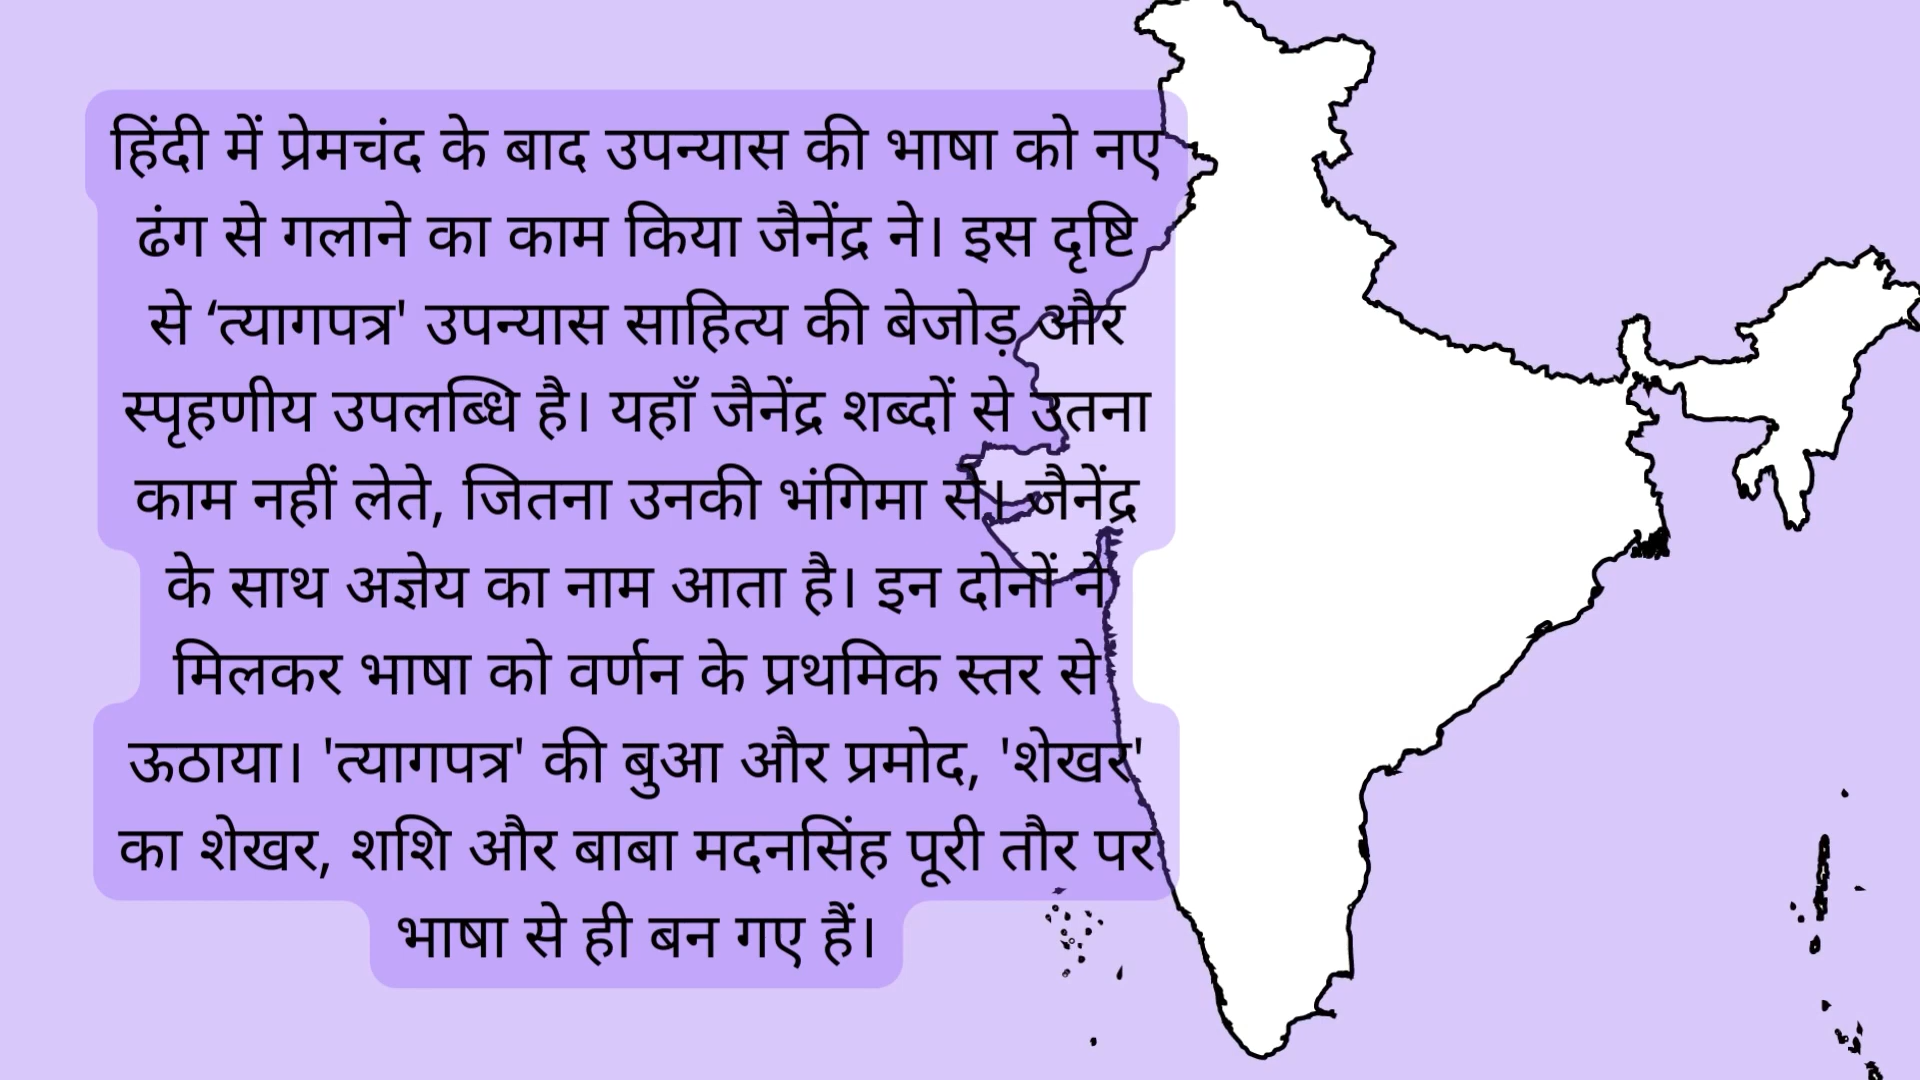 हिंदी में प्रेमचंद के बाद उपन्यास की भाषा को नए
ढंग से गलाने का काम किया जैनेंद्र ने। इस दृष्टि
से ‘त्यागपत्र' उपन्यास साहित्य की बेजोड़ और
स्पृहणीय उपलब्धि है। यहाँ जैनेंद्र शब्दों से उतना
काम नहीं लेते, जितना उनकी भंगिमा से। जैनेंद्र
के साथ अज्ञेय का नाम आता है। इन दोनों ने
मिलकर भाषा को वर्णन के प्रथमिक स्तर से
ऊठाया। 'त्यागपत्र' की बुआ और प्रमोद, 'शेखर'
का शेखर, शशि और बाबा मदनसिंह पूरी तौर पर
भाषा से ही बन गए हैं।